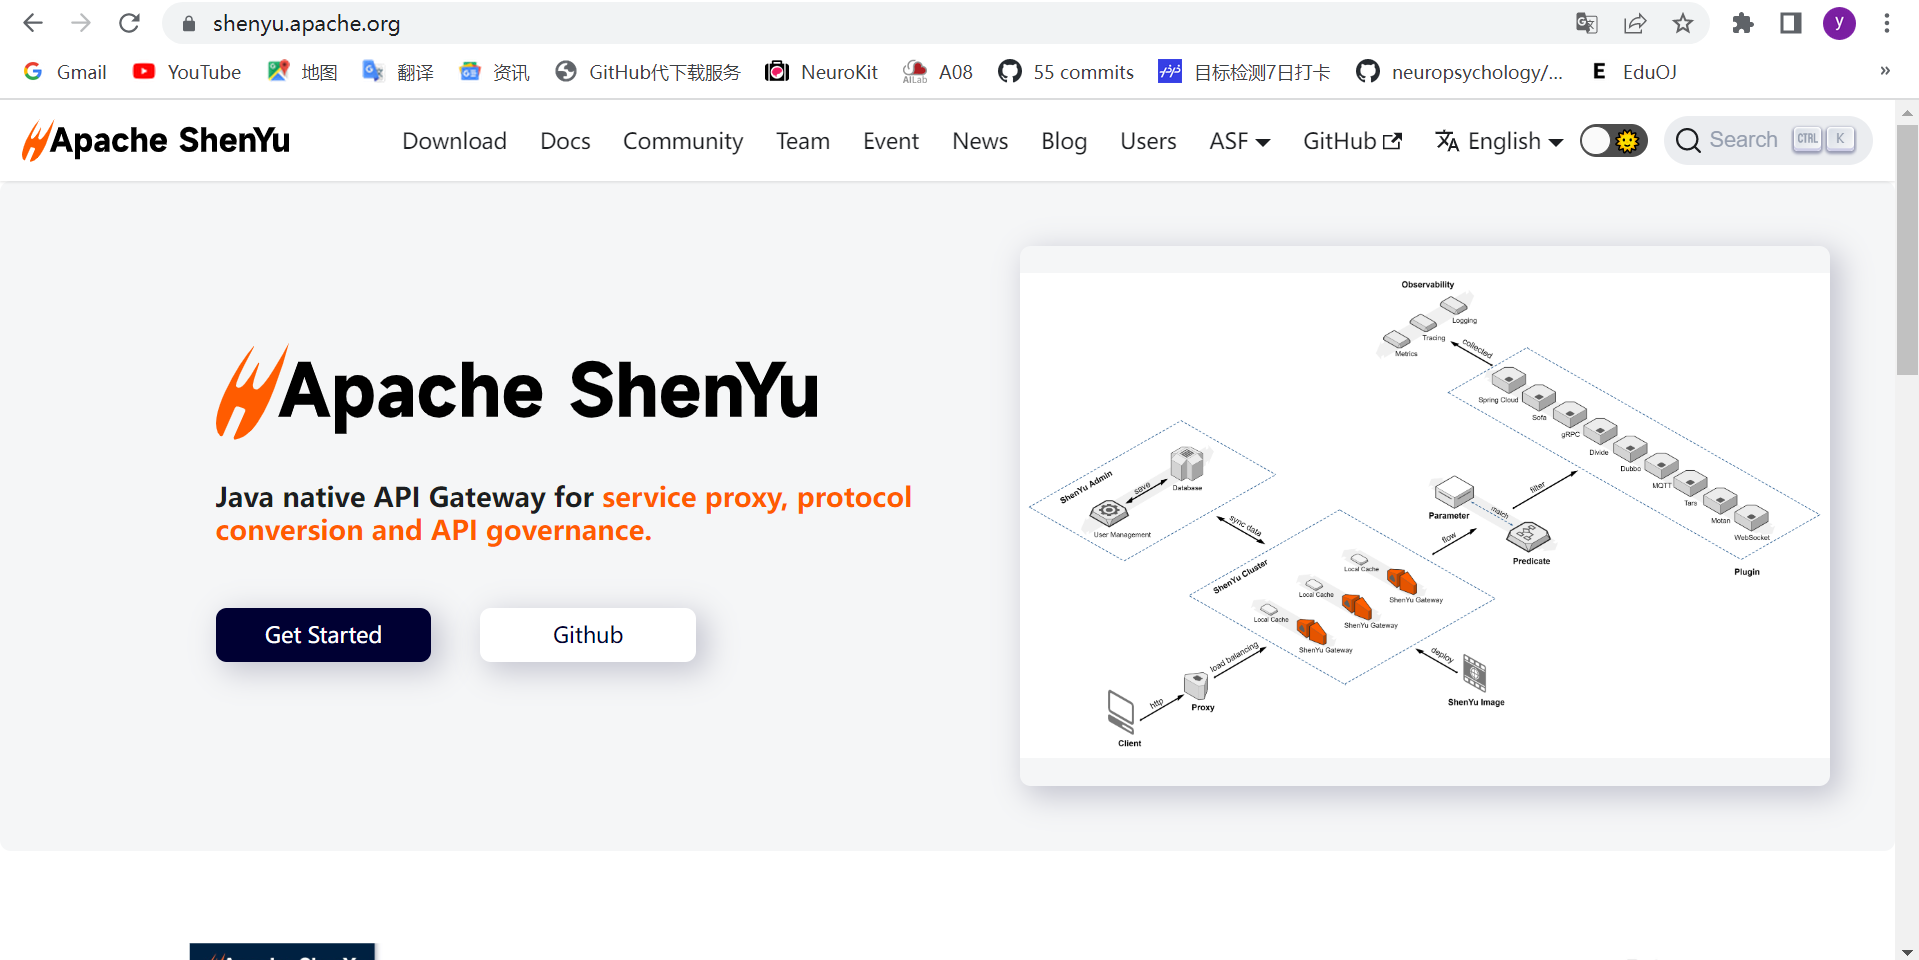 shenyu.apache.org
y
Gmail YouTube 地图 翻译 资讯 GitHub代下载服务 NeuroKit AILab A08 55 commits 目标检测7日打卡 neuropsychology/... E EduOJ »
Apache ShenYu Download Docs Community Team Event News Blog Users ASF GitHub English Search CTRL K
Apache ShenYu
Java native API Gateway for service proxy, protocol
conversion and API governance.
Get Started Github
Observability
Logging
Tracing
Metrics
collected
Spring Cloud
Sofa
gRPC
Divide
Dubbo
MQTT
Tars
Motan
WebSocket
Plugin
ShenYu Admin
save
Database
User Management
sync data
Parameter
match
filter
Predicate
flow
ShenYu Cluster
Local Cache
ShenYu Gateway
Local Cache
ShenYu Gateway
Local Cache
ShenYu Gateway
load balancing
deploy
ShenYu Image
http
Proxy
Client
Apache ShenYu